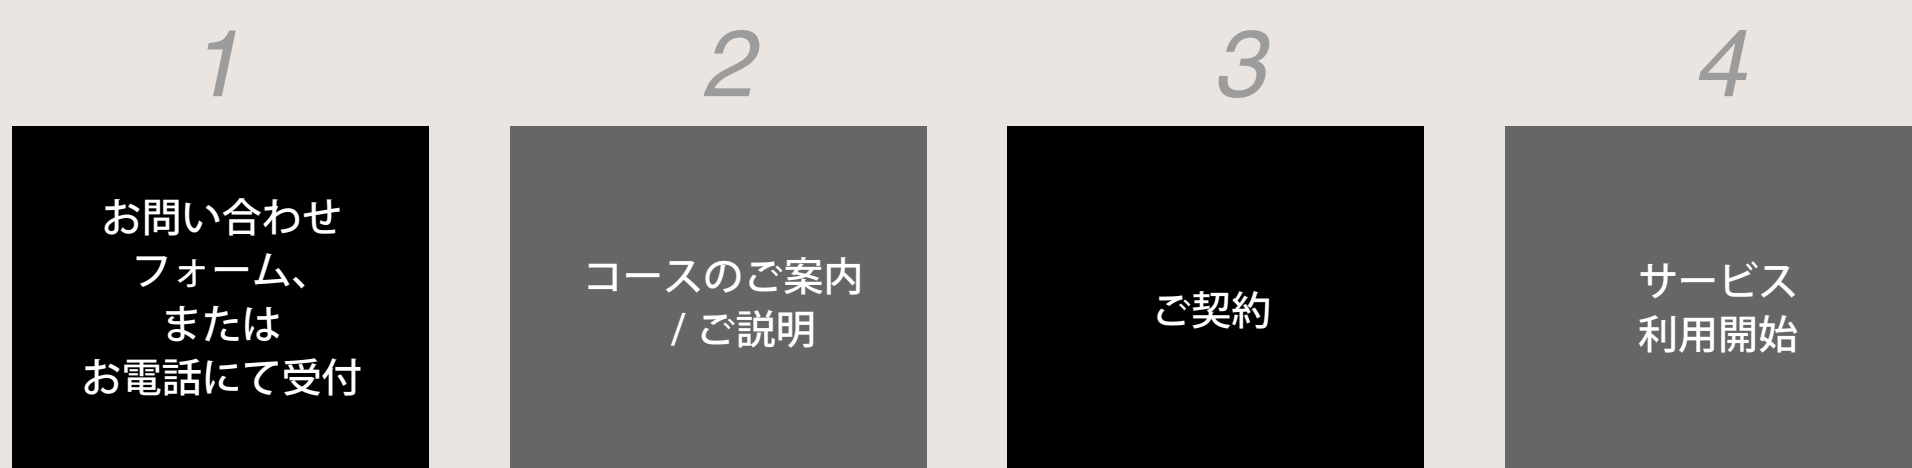 1
お問い合わせ
フォーム、
または
お電話にて受付
2
コースのご案内
/ ご説明
3
ご契約
4
サービス
利用開始